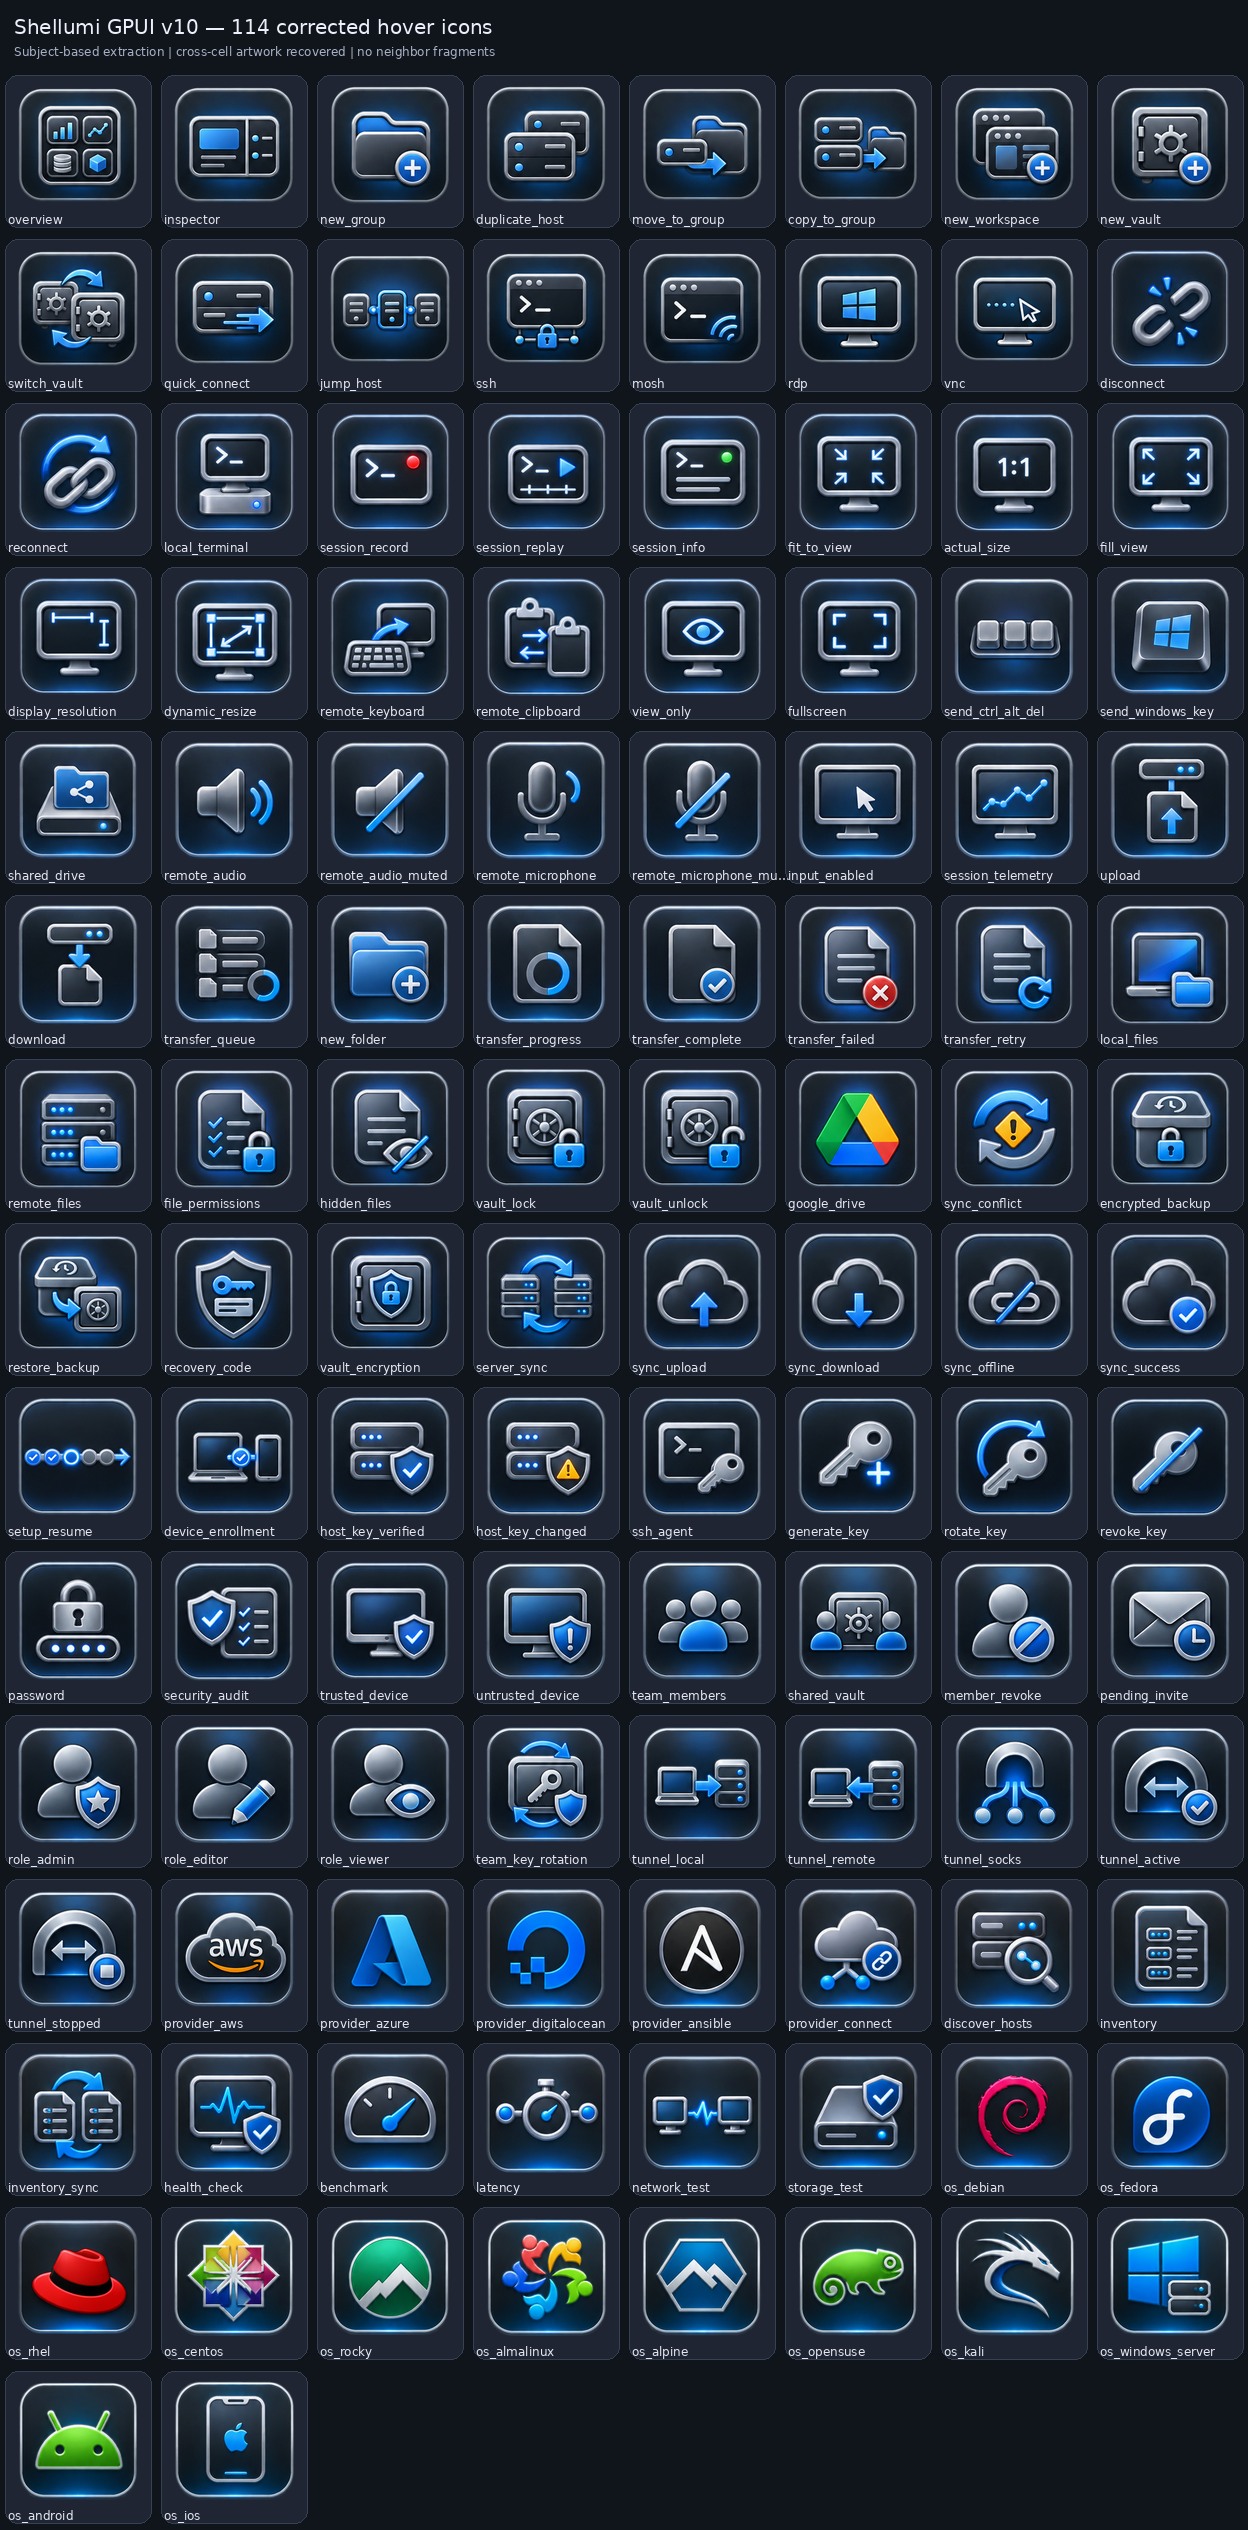 Shellumi GPUI v10 — 114 corrected hover icons
Subject-based extraction | cross-cell artwork recovered | no neighbor fragments
overview
inspector
new_group
duplicate_host
move_to_group
copy_to_group
new_workspace
new_vault
switch_vault
quick_connect
jump_host
>_
ssh
>_
mosh
rdp
vnc
disconnect
reconnect
>_
local_terminal
>_
session_record
>_
session_replay
>_
session_info
fit_to_view
1:1
actual_size
fill_view
display_resolution
dynamic_resize
remote_keyboard
remote_clipboard
view_only
fullscreen
send_ctrl_alt_del
send_windows_key
shared_drive
remote_audio
remote_audio_muted
remote_microphone
remote_microphone_mu...
input_enabled
session_telemetry
upload
download
transfer_queue
new_folder
transfer_progress
transfer_complete
transfer_failed
transfer_retry
local_files
remote_files
file_permissions
hidden_files
vault_lock
vault_unlock
google_drive
sync_conflict
encrypted_backup
restore_backup
recovery_code
vault_encryption
server_sync
sync_upload
sync_download
sync_offline
sync_success
setup_resume
device_enrollment
host_key_verified
host_key_changed
>_
ssh_agent
generate_key
rotate_key
revoke_key
password
security_audit
trusted_device
untrusted_device
team_members
shared_vault
member_revoke
pending_invite
role_admin
role_editor
role_viewer
team_key_rotation
tunnel_local
tunnel_remote
tunnel_socks
tunnel_active
tunnel_stopped
aws
provider_aws
provider_azure
provider_digitalocean
provider_ansible
provider_connect
discover_hosts
inventory
inventory_sync
health_check
benchmark
latency
network_test
storage_test
os_debian
os_fedora
os_rhel
os_centos
os_rocky
os_almalinux
os_alpine
os_opensuse
os_kali
os_windows_server
os_android
os_ios